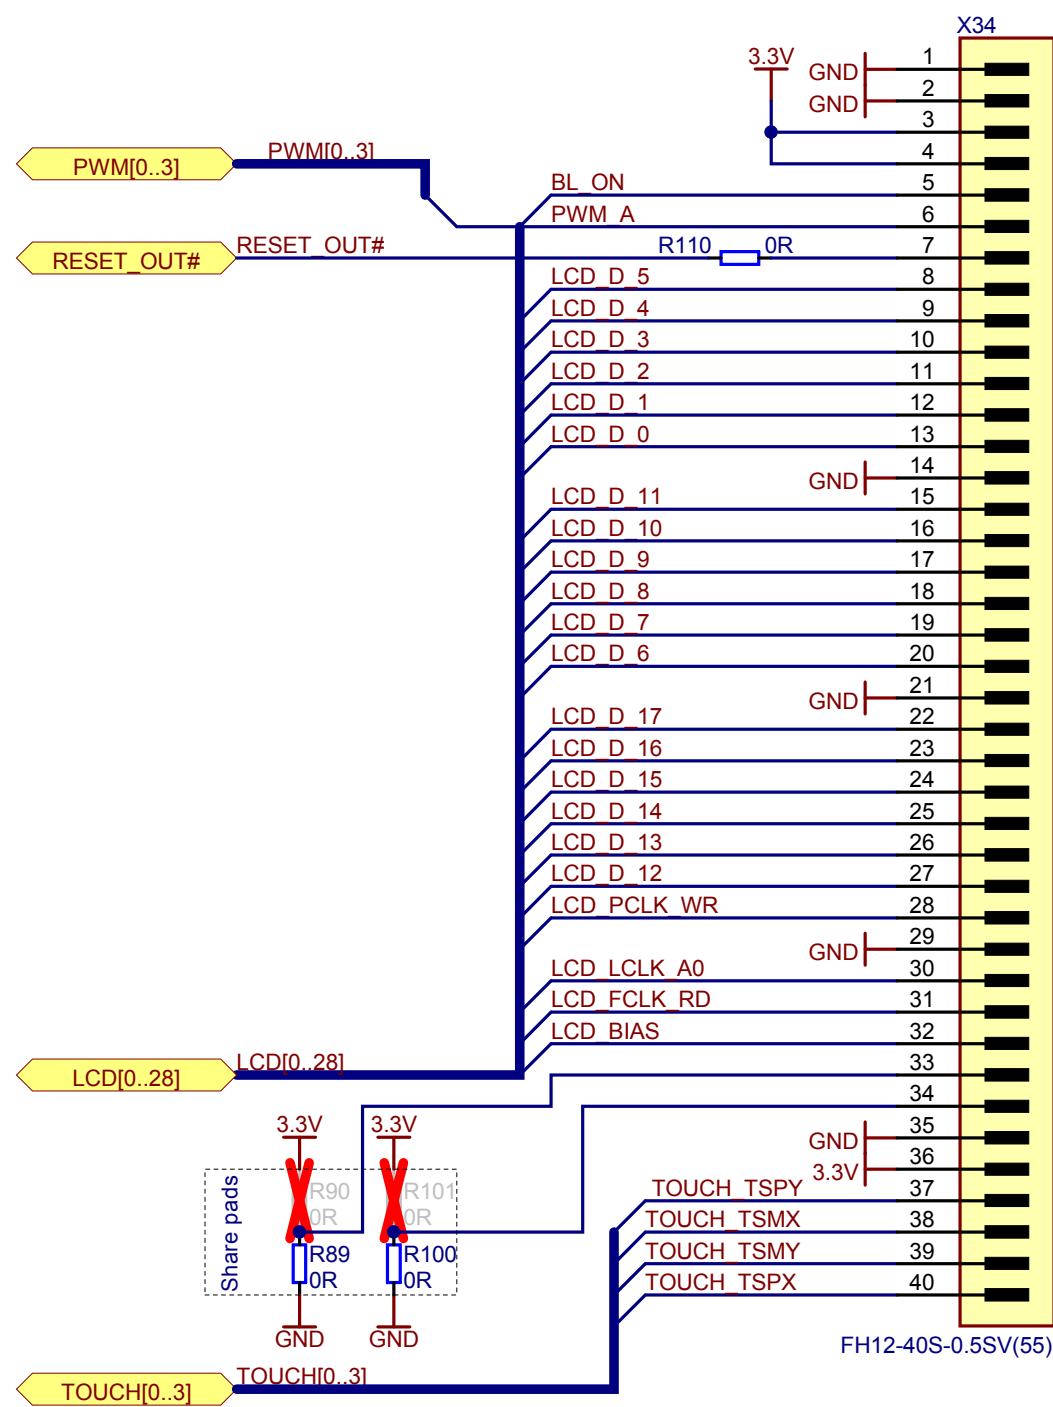 X34
3.3V
GND 1
GND 2
3
4
PWM[0..3] PWM[0..3]
BL_ON 5
PWM_A 6
RESET_OUT# RESET_OUT# R110 0R 7
LCD_D_5 8
LCD_D_4 9
LCD_D_3 10
LCD_D_2 11
LCD_D_1 12
LCD_D_0 13
GND 14
LCD_D_11 15
LCD_D_10 16
LCD_D_9 17
LCD_D_8 18
LCD_D_7 19
LCD_D_6 20
GND 21
LCD_D_17 22
LCD_D_16 23
LCD_D_15 24
LCD_D_14 25
LCD_D_13 26
LCD_D_12 27
LCD_PCLK_WR 28
GND 29
LCD_LCLK_A0 30
LCD_FCLK_RD 31
LCD_BIAS 32
LCD[0..28] LCD[0..28] 33
34
3.3V 3.3V
GND 35
3.3V 36
Share pads
R90 R101
0R 0R
R89 R100
0R 0R
GND GND
TOUCH_TSPY 37
TOUCH_TSMX 38
TOUCH_TSMY 39
TOUCH_TSPX 40
FH12-40S-0.5SV(55)
TOUCH[0..3] TOUCH[0..3]